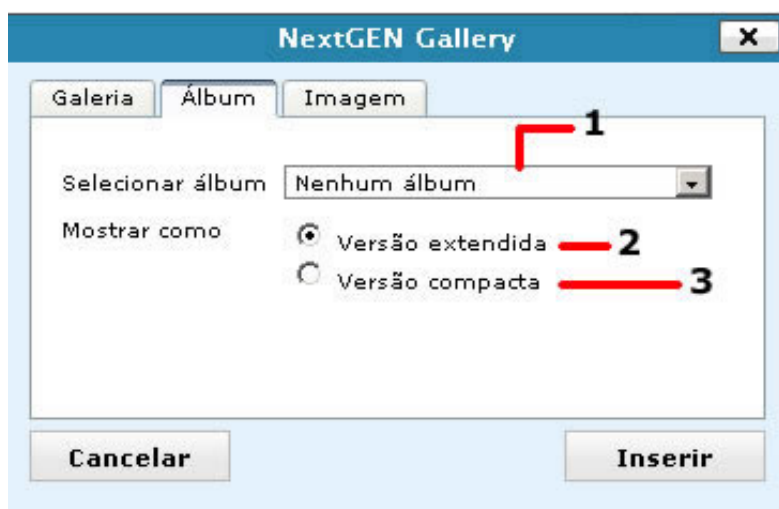 NextGEN Gallery
x
Galeria Álbum Imagem
1
Selecionar álbum Nenhum álbum
Mostrar como Versão extendida 2
Versão compacta 3
Cancelar Inserir